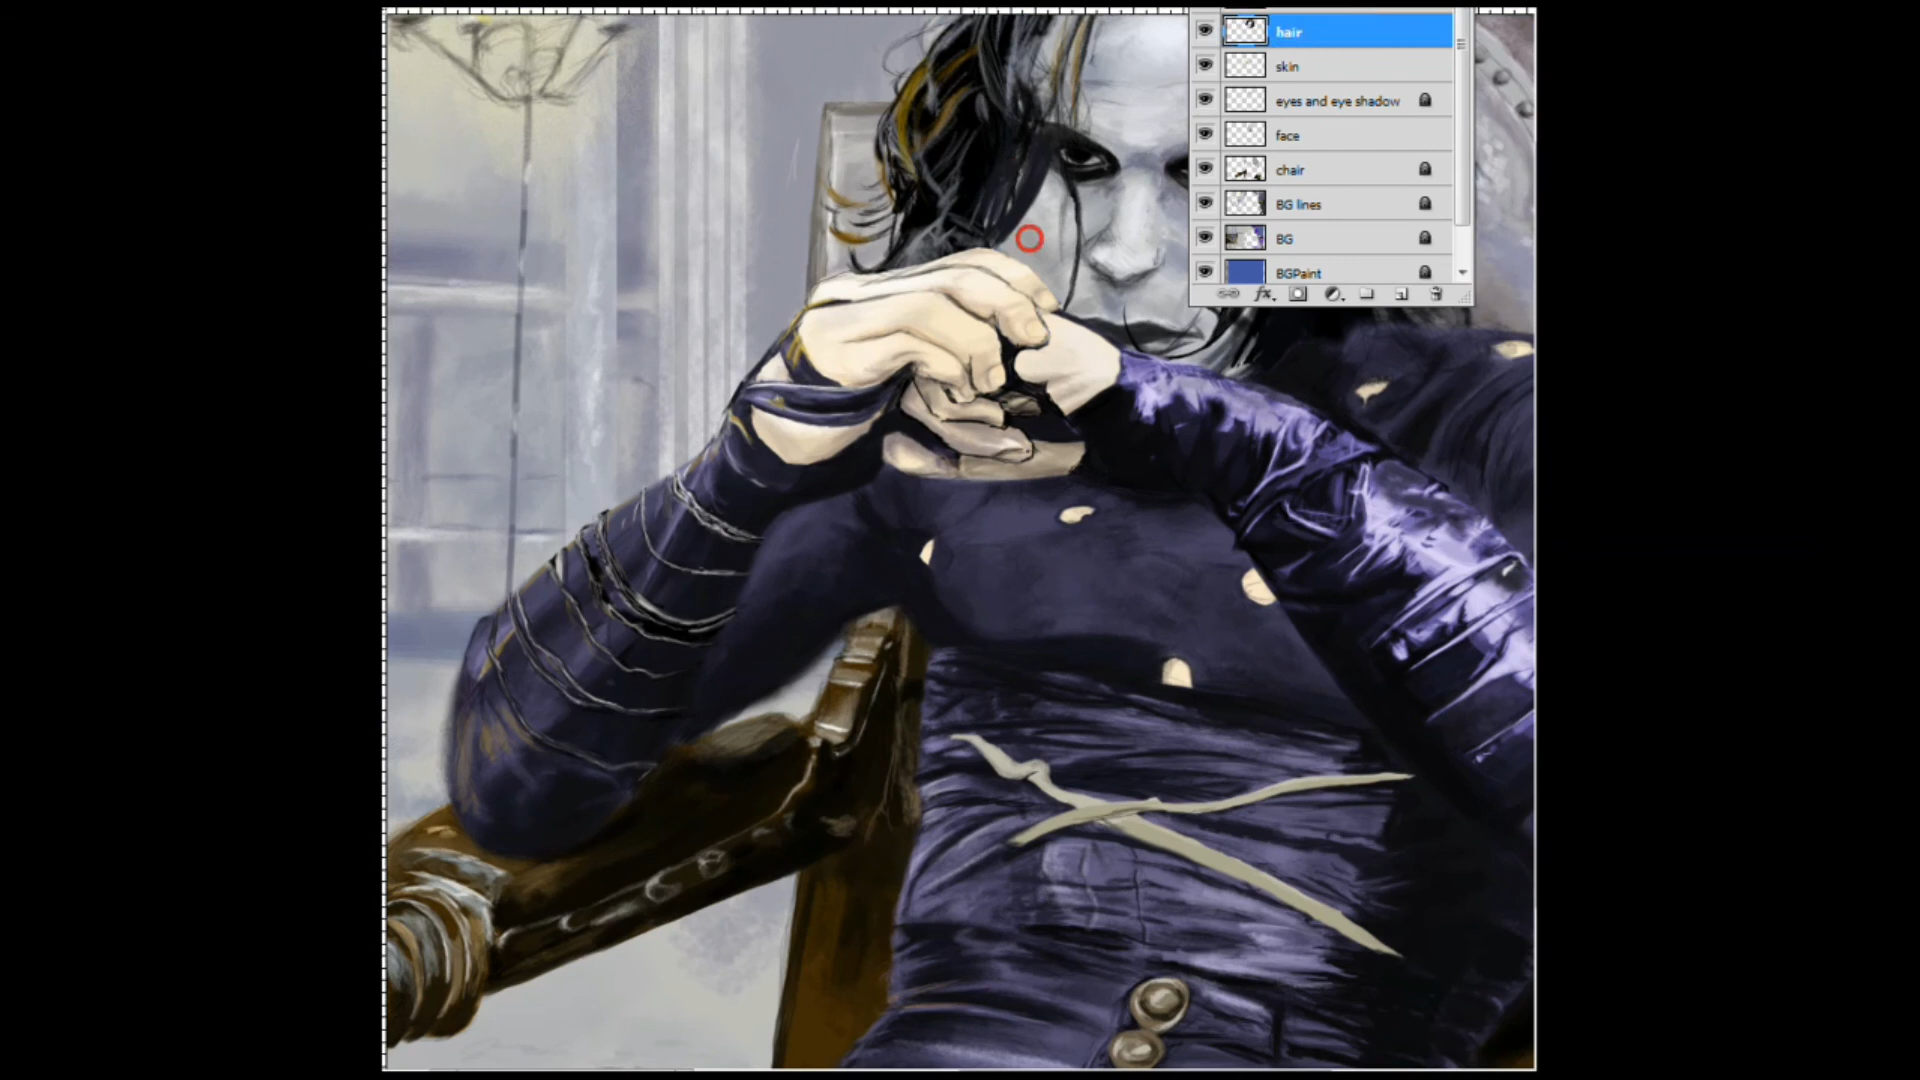 hair
skin
eyes and eye shadow
face
chair
BG lines
BG
BGPaint
fx